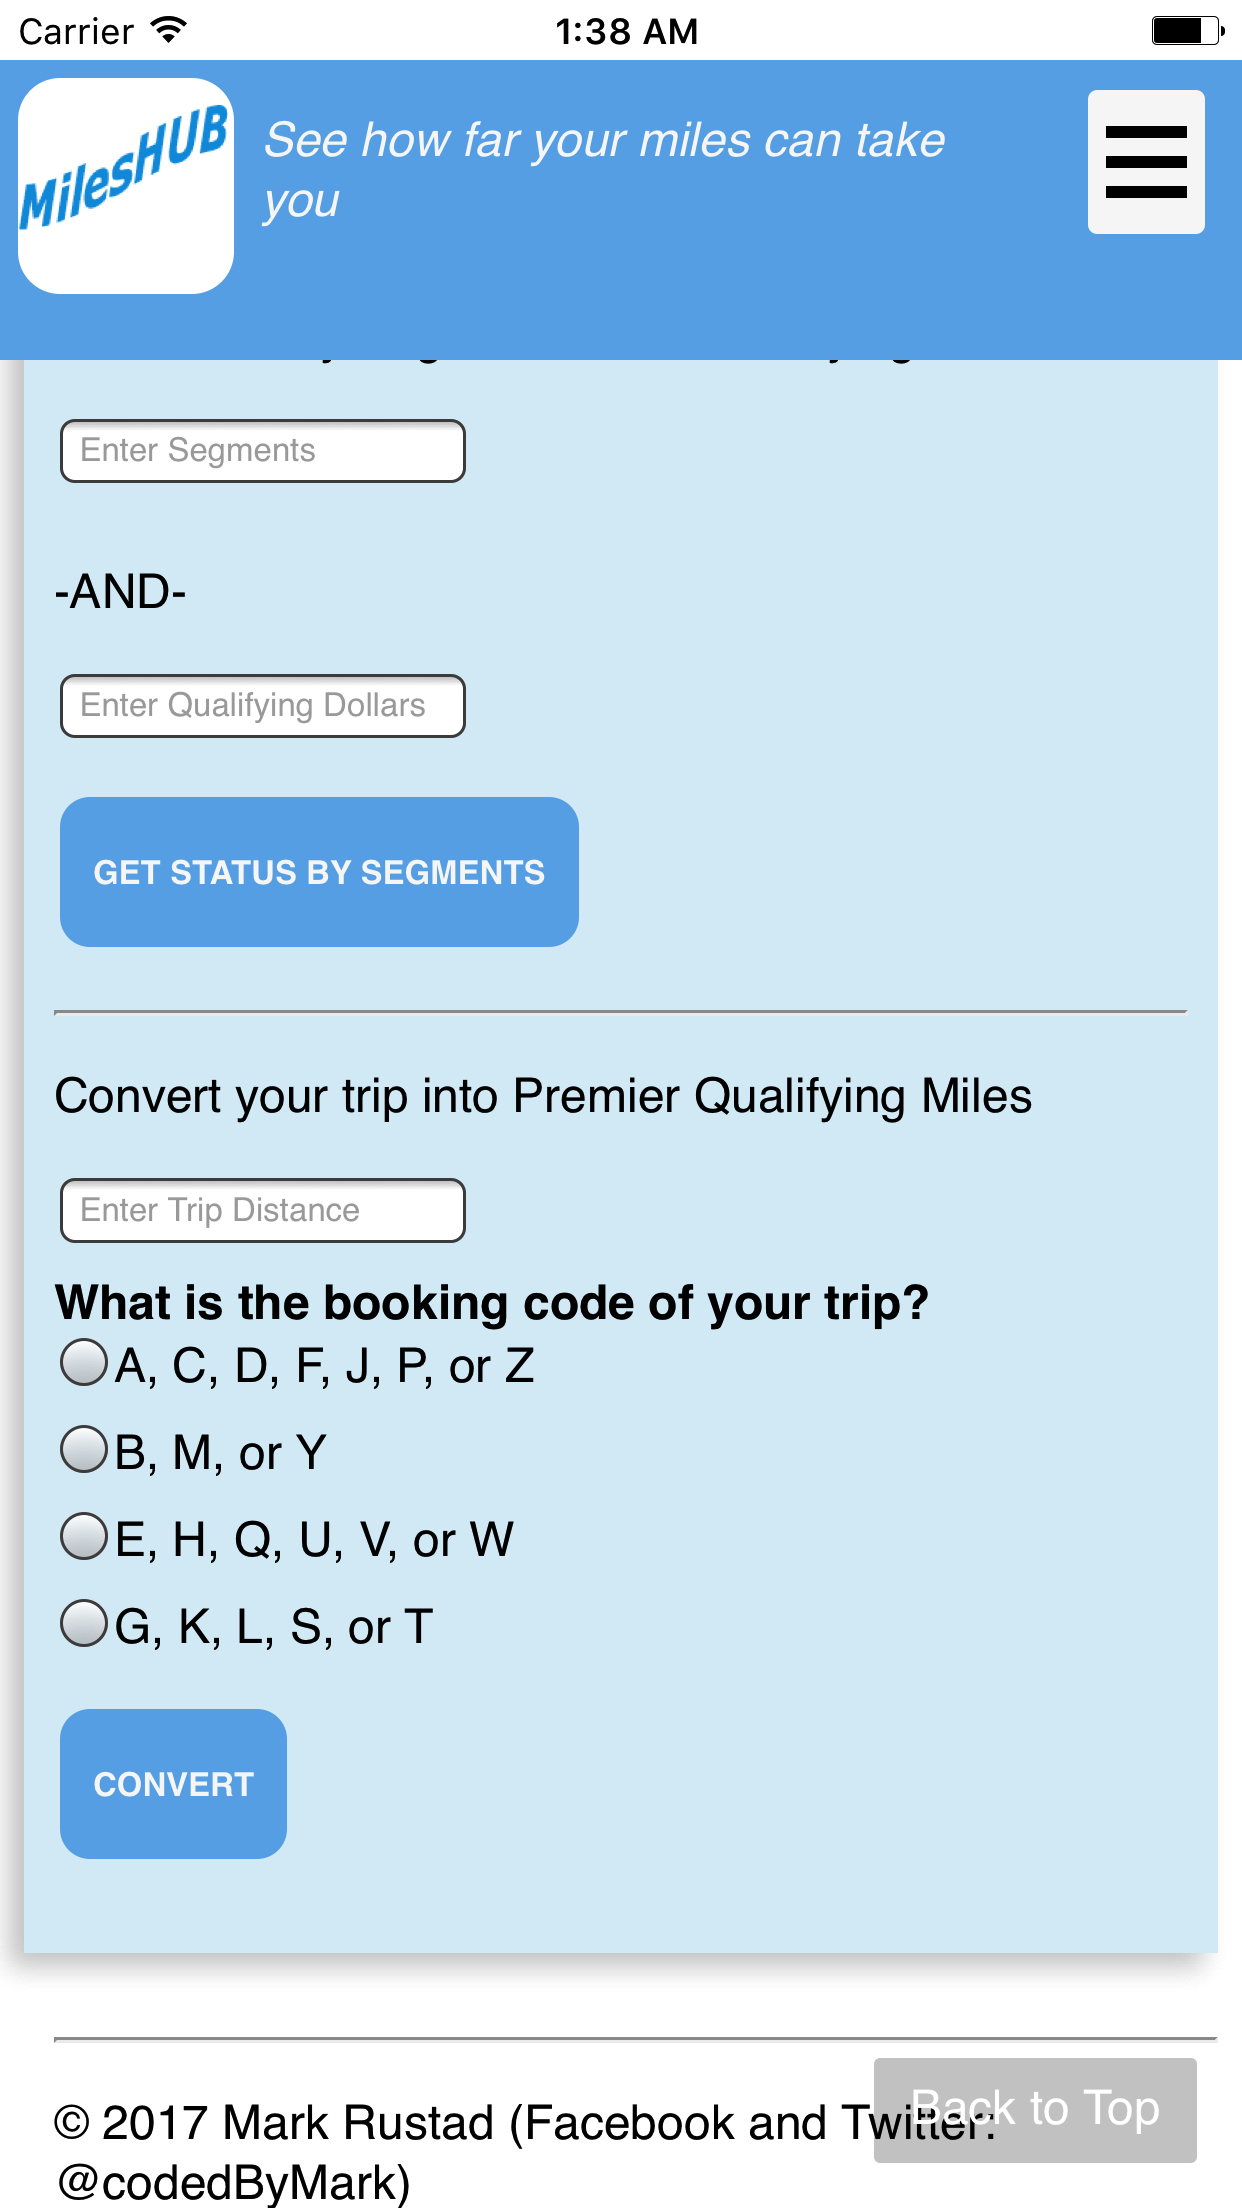 Carrier 1:38 AM
MilesHUB
See how far your miles can take
you
Enter Segments
-AND-
Enter Qualifying Dollars
GET STATUS BY SEGMENTS
Convert your trip into Premier Qualifying Miles
Enter Trip Distance
What is the booking code of your trip?
A, C, D, F, J, P, or Z
B, M, or Y
E, H, Q, U, V, or W
G, K, L, S, or T
CONVERT
Back to Top
© 2017 Mark Rustad (Facebook and Twitter:
@codedByMark)